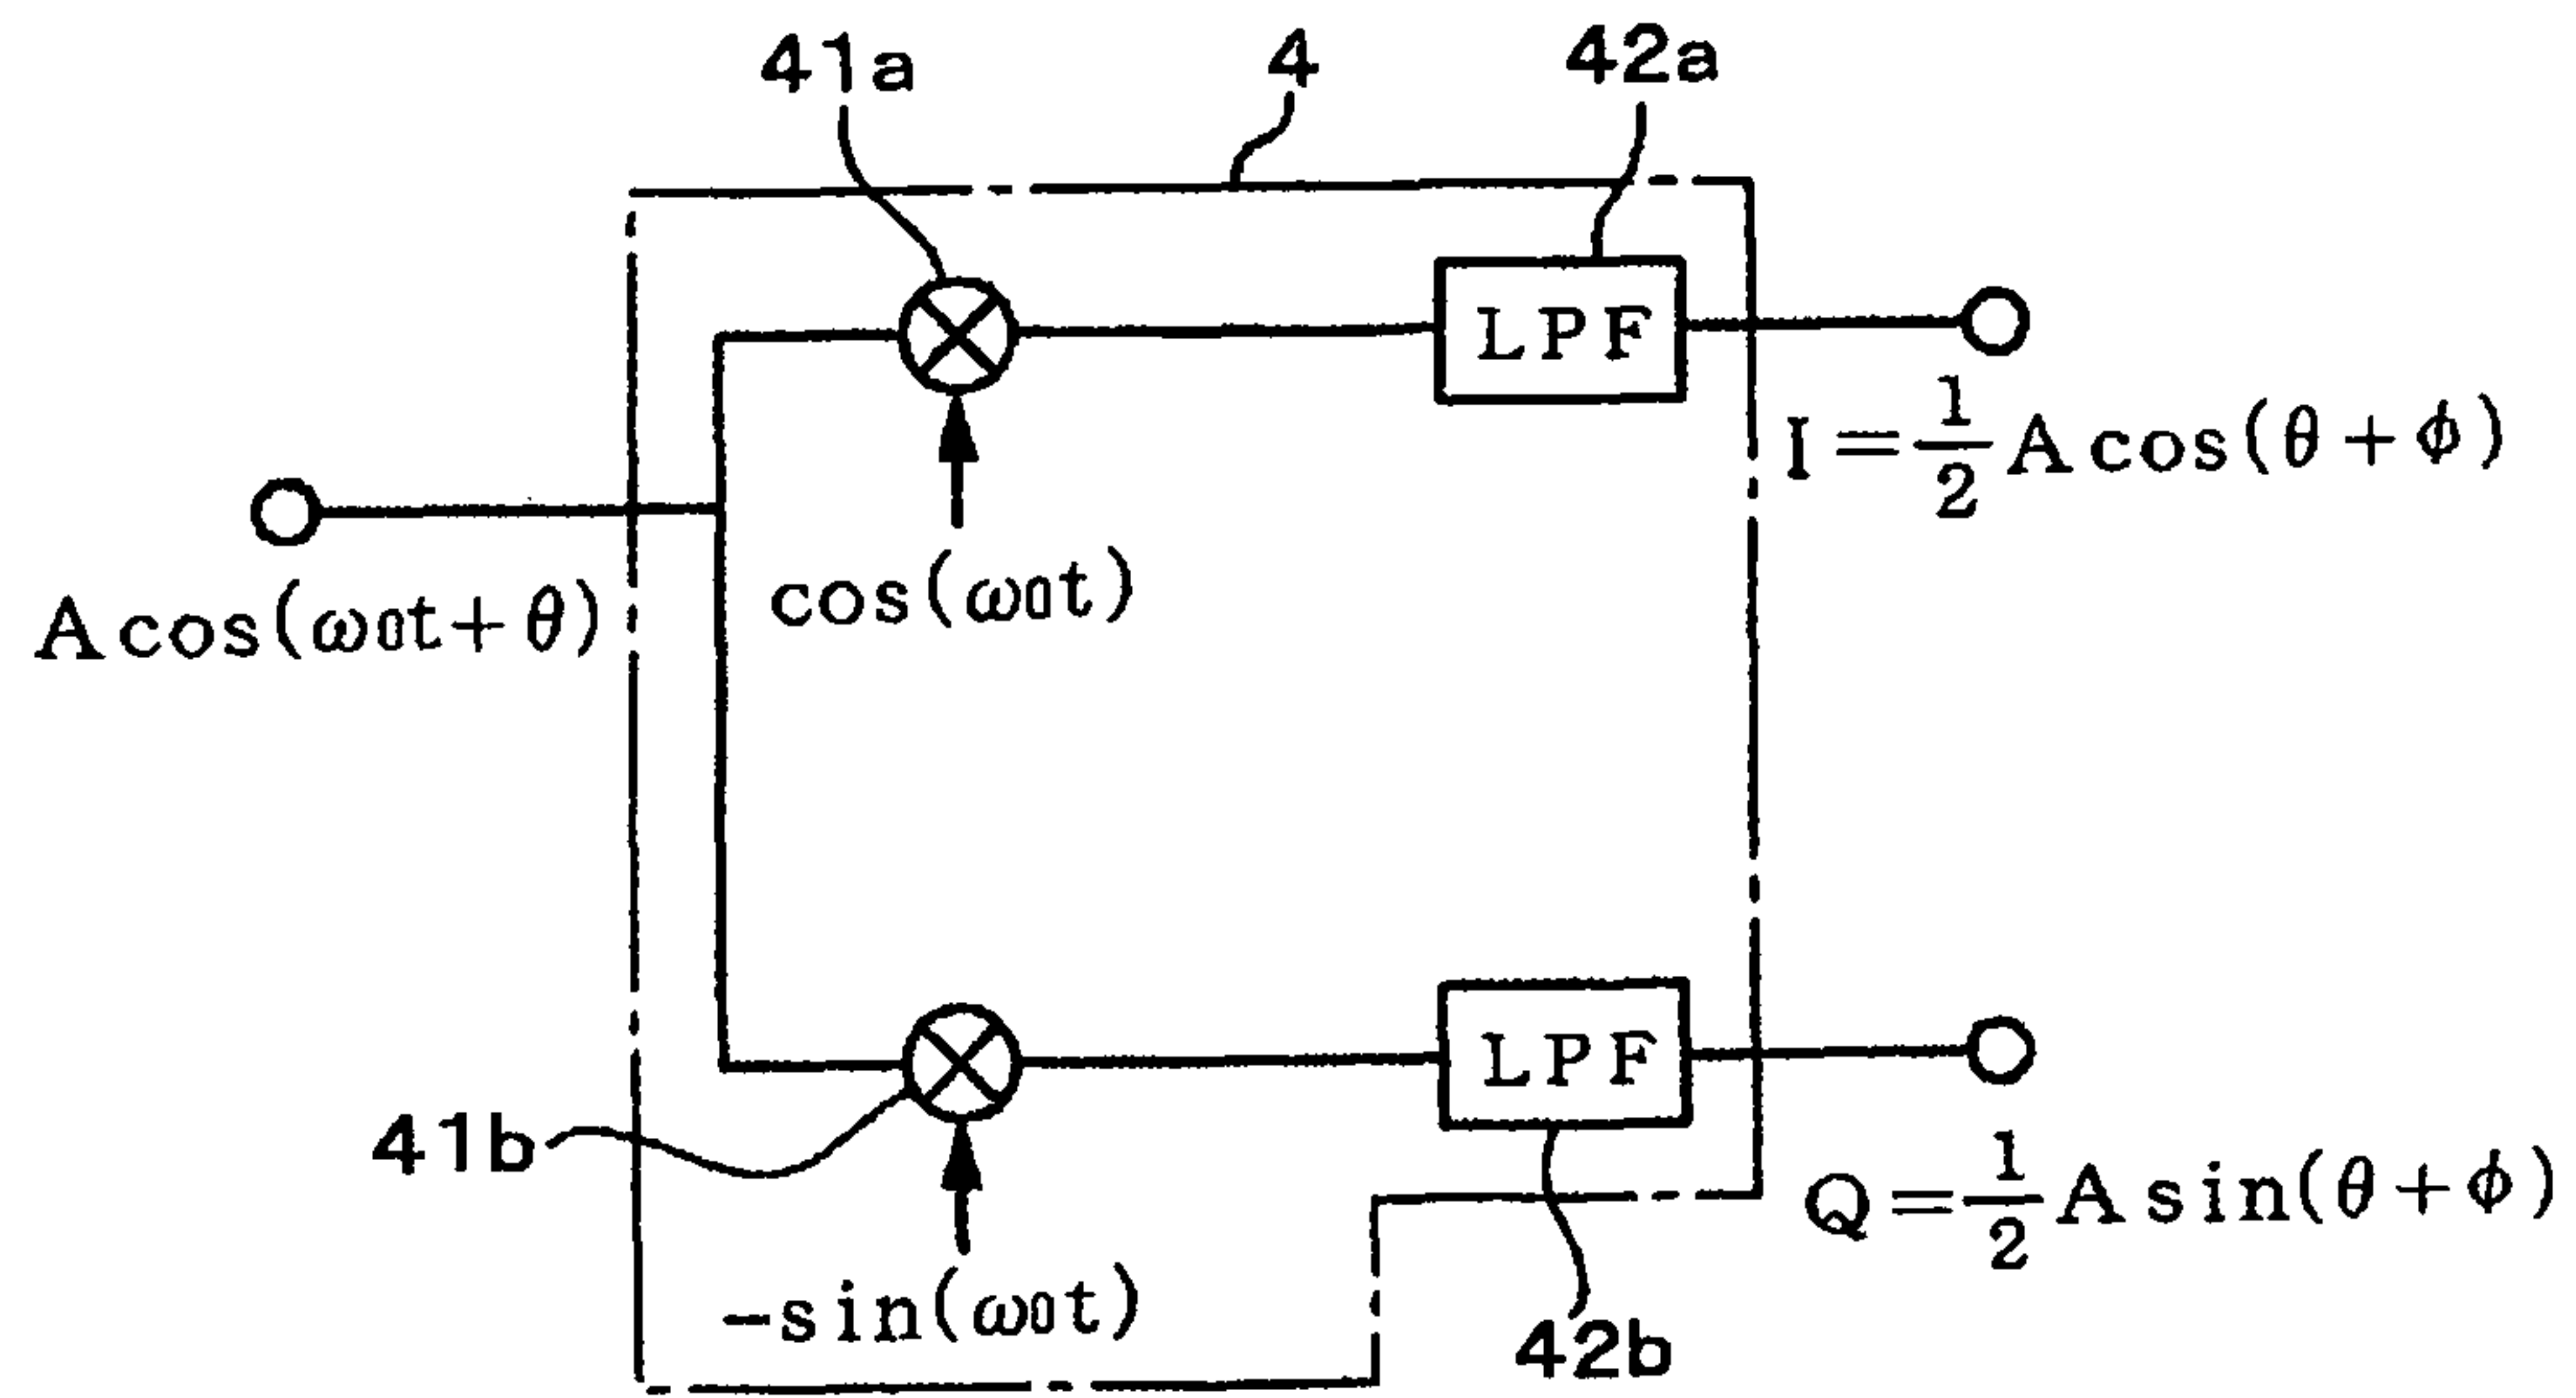 41a
4
42a
LPF
I=1/2 A cos(θ+ϕ)
A cos(ω0t+θ)
cos(ω0t)
41b
LPF
Q=1/2 A sin(θ+ϕ)
-sin(ω0t)
42b